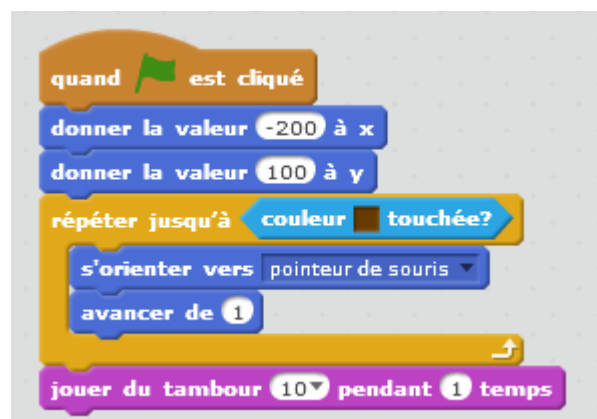 quand est cliqué
donner la valeur -200 à x
donner la valeur 100 à y
répéter jusqu'à couleur touchée?
s'orienter vers pointeur de souris
avancer de 1
jouer du tambour 10 pendant 1 temps